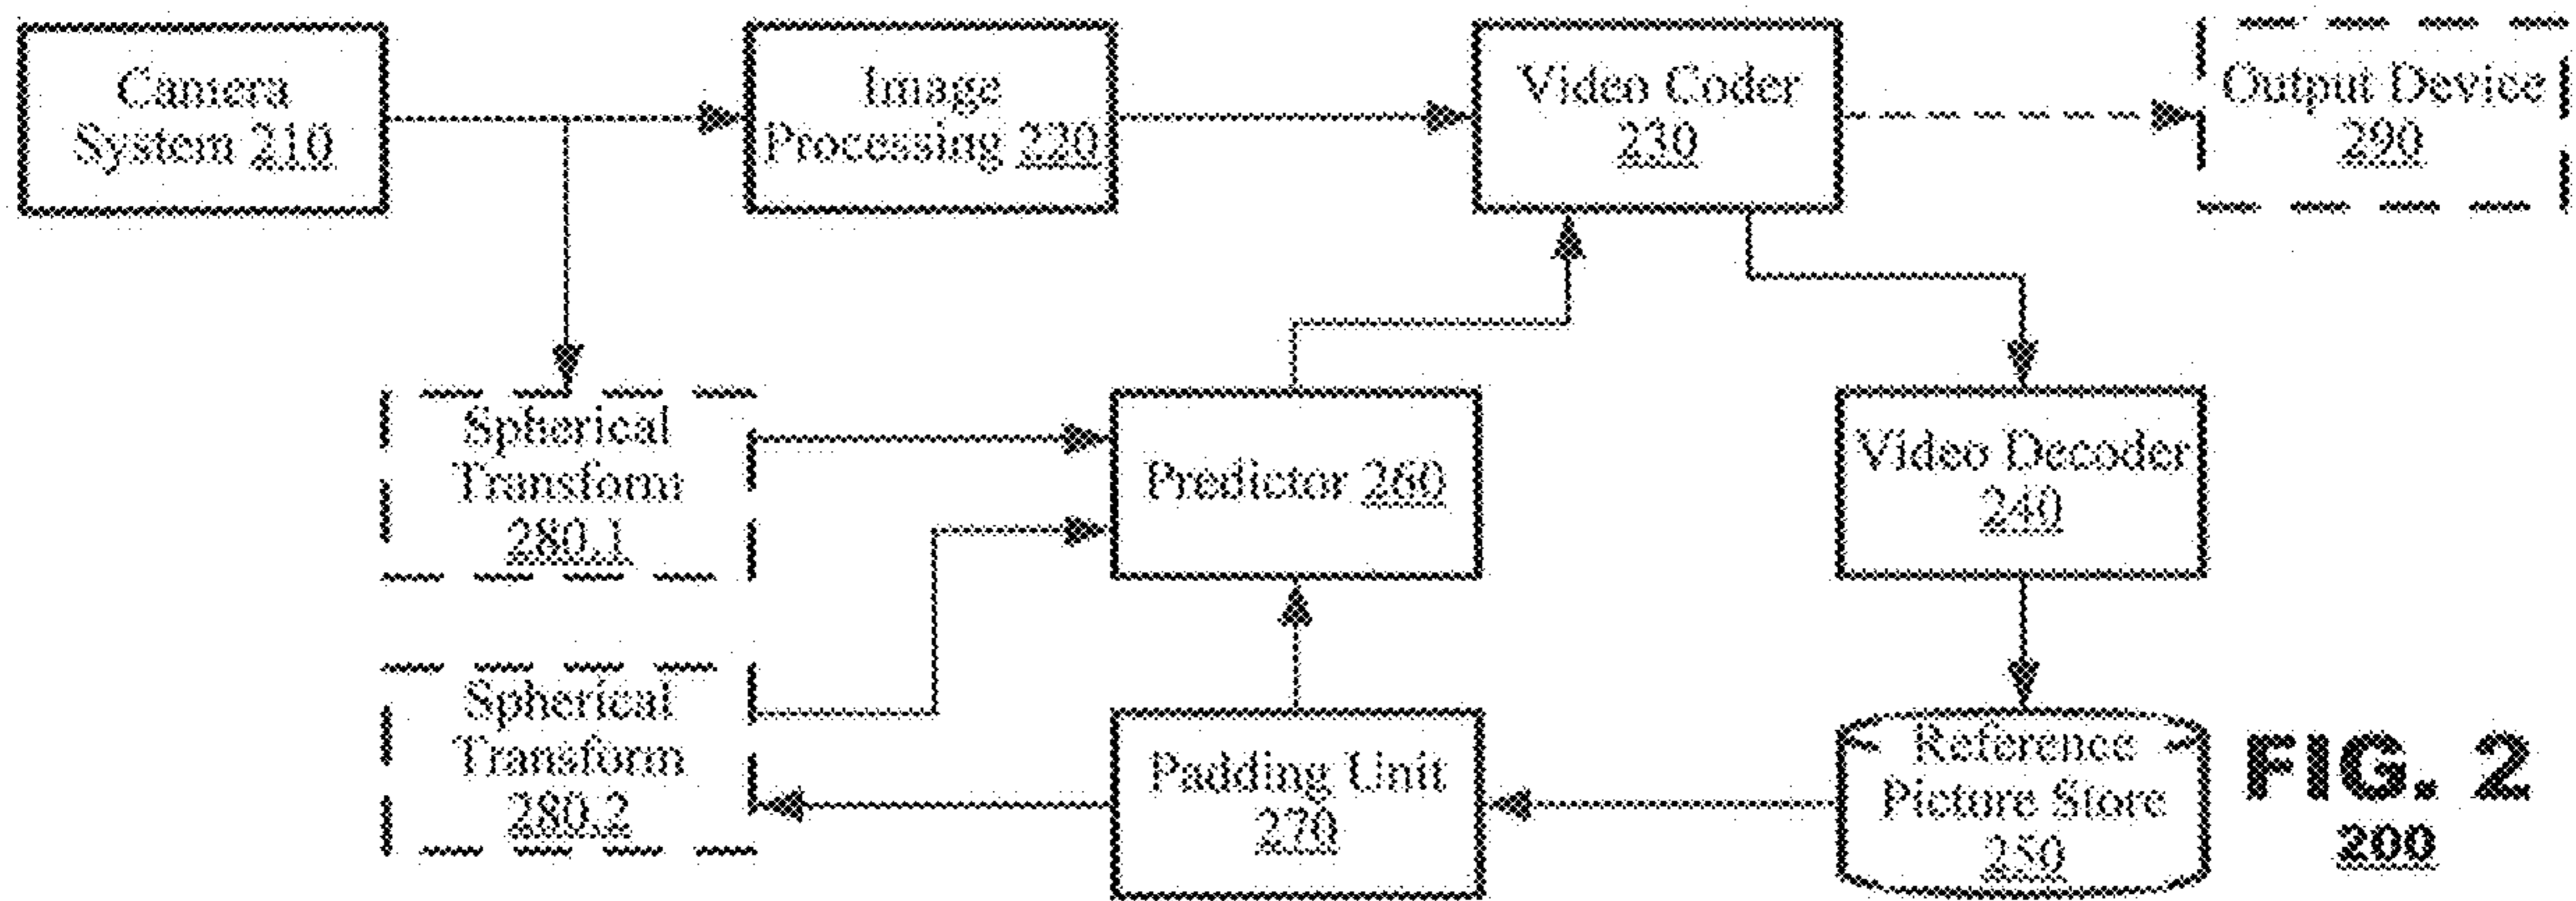 Camera
System 210
Image
Processing 220
Video Coder
230
Output Device
290
Spherical
Transform
280.1
Predictor 260
Video Decoder
240
Spherical
Transform
280.2
Padding Unit
270
Reference
Picture Store
250
FIG. 2
200